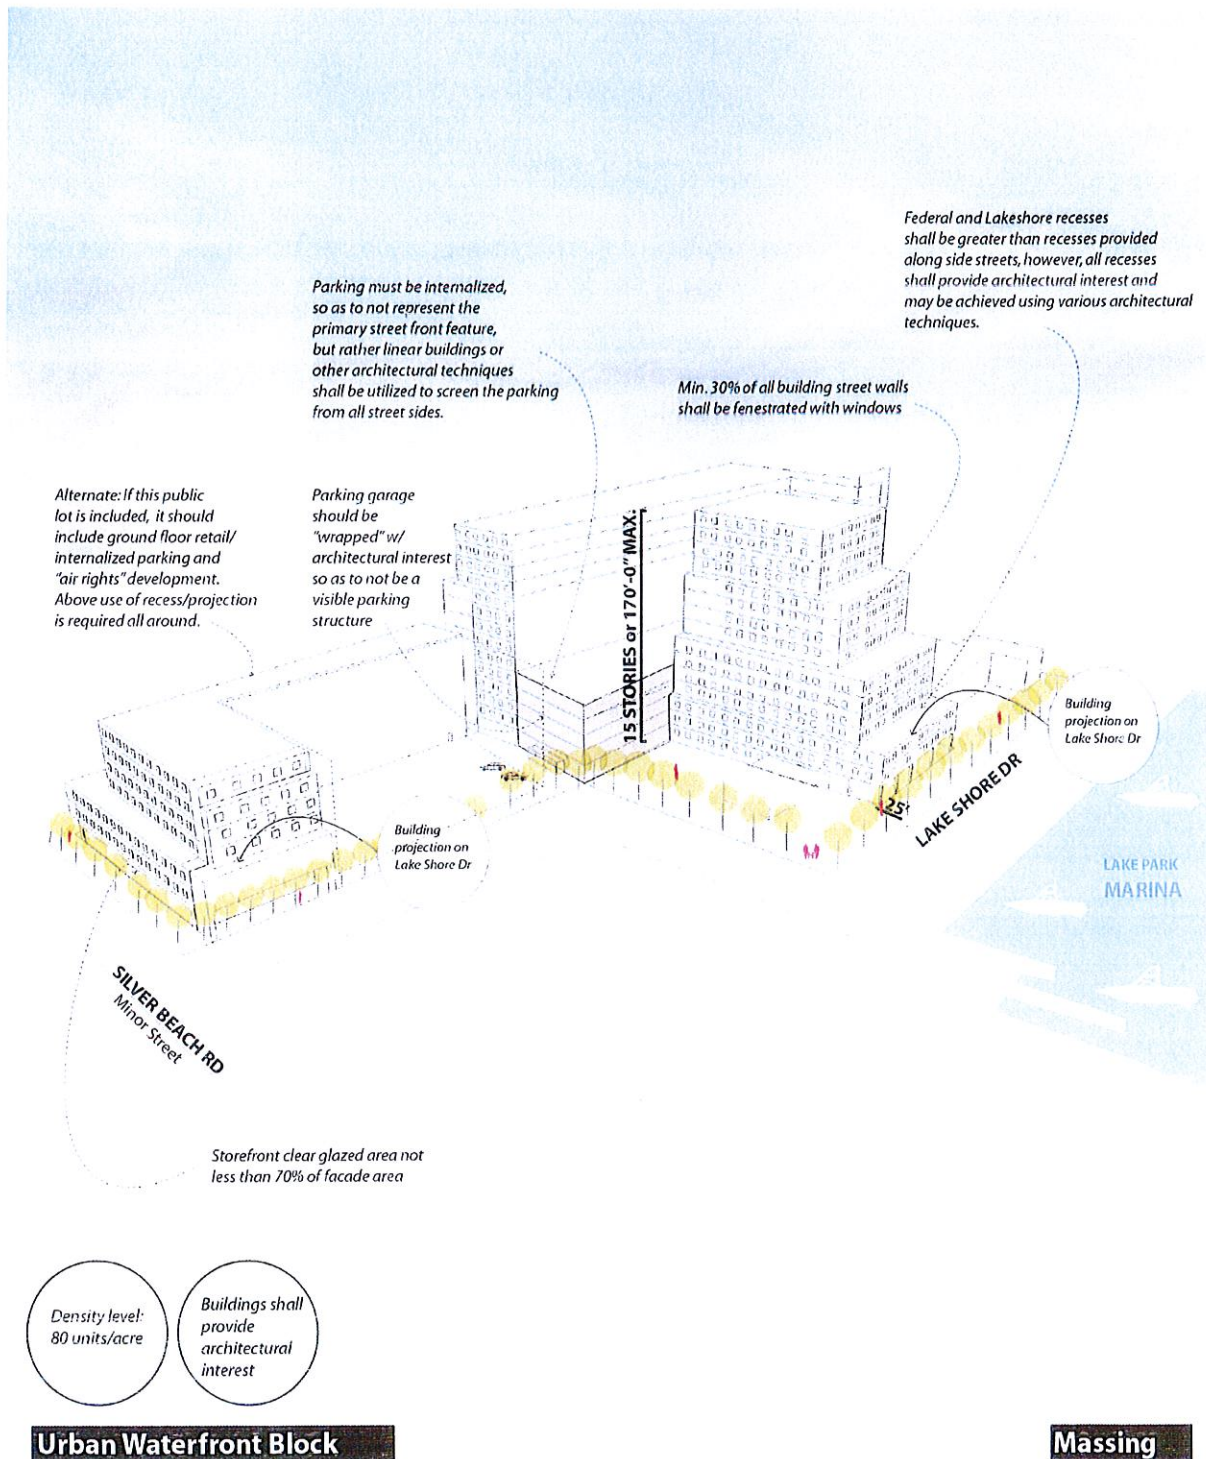 Federal and Lakeshore recesses
shall be greater than recesses provided
along side streets, however, all recesses
shall provide architectural interest and
may be achieved using various architectural
techniques.
Parking must be internalized,
so as to not represent the
primary street front feature,
but rather linear buildings or
other architectural techniques
shall be utilized to screen the parking
from all street sides.
Min. 30% of all building street walls
shall be fenestrated with windows
Alternate: If this public
lot is included, it should
include ground floor retail/
internalized parking and
"air rights" development.
Above use of recess/projection
is required all around.
Parking garage
should be
"wrapped" w/
architectural interest
so as to not be a
visible parking
structure
15 STORIES or 170'-0" MAX.
Building
projection on
Lake Shore Dr
25'
LAKE SHORE DR
Building
projection on
Lake Shore Dr
LAKE PARK
MARINA
SILVER BEACH RD
Minor Street
Storefront clear glazed area not
less than 70% of facade area
Density level:
80 units/acre
Buildings shall
provide
architectural
interest
Urban Waterfront Block
Massing